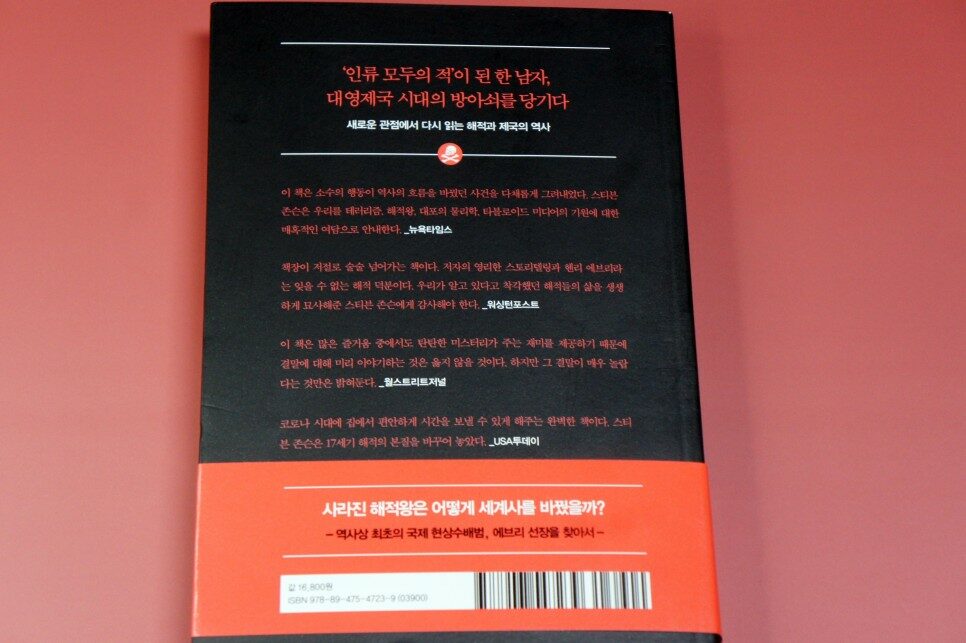 ‘인류 모두의 적’이 된 한 남자,
대영제국 시대의 방아쇠를 당기다
새로운 관점에서 다시 읽는 해적과 제국의 역사
이 책은 소수의 행동이 역사의 흐름을 바꿨던 사건을 다채롭게 그려내었다. 스티븐
존슨은 우리를 테러리즘, 해적왕, 대포의 물리학, 타블로이드 미디어의 기원에 대한
매혹적인 여담으로 안내한다. _뉴욕타임스
책장이 저절로 술술 넘어가는 책이다. 저자의 영리한 스토리텔링과 헨리 에브리라
는 잊을 수 없는 해적 덕분이다. 우리가 알고 있다고 착각했던 해적들의 삶을 생생
하게 묘사해준 스티븐 존슨에게 감사해야 한다. _워싱턴포스트
이 책은 많은 즐거움 중에서도 탄탄한 미스터리가 주는 재미를 제공하기 때문에
결말에 대해 미리 이야기하는 것은 옳지 않을 것이다. 하지만 그 결말이 매우 놀랍
다는 것만은 밝혀둔다. _월스트리트저널
코로나 시대에 집에서 편안하게 시간을 보낼 수 있게 해주는 완벽한 책이다. 스티
븐 존슨은 17세기 해적의 본질을 바꾸어 놓았다. _USA투데이
사라진 해적왕은 어떻게 세계사를 바꿨을까?
– 역사상 최초의 국제 현상수배범, 에브리 선장을 찾아서 –
값 16,800원
ISBN 978-89-475-4723-9 (03900)